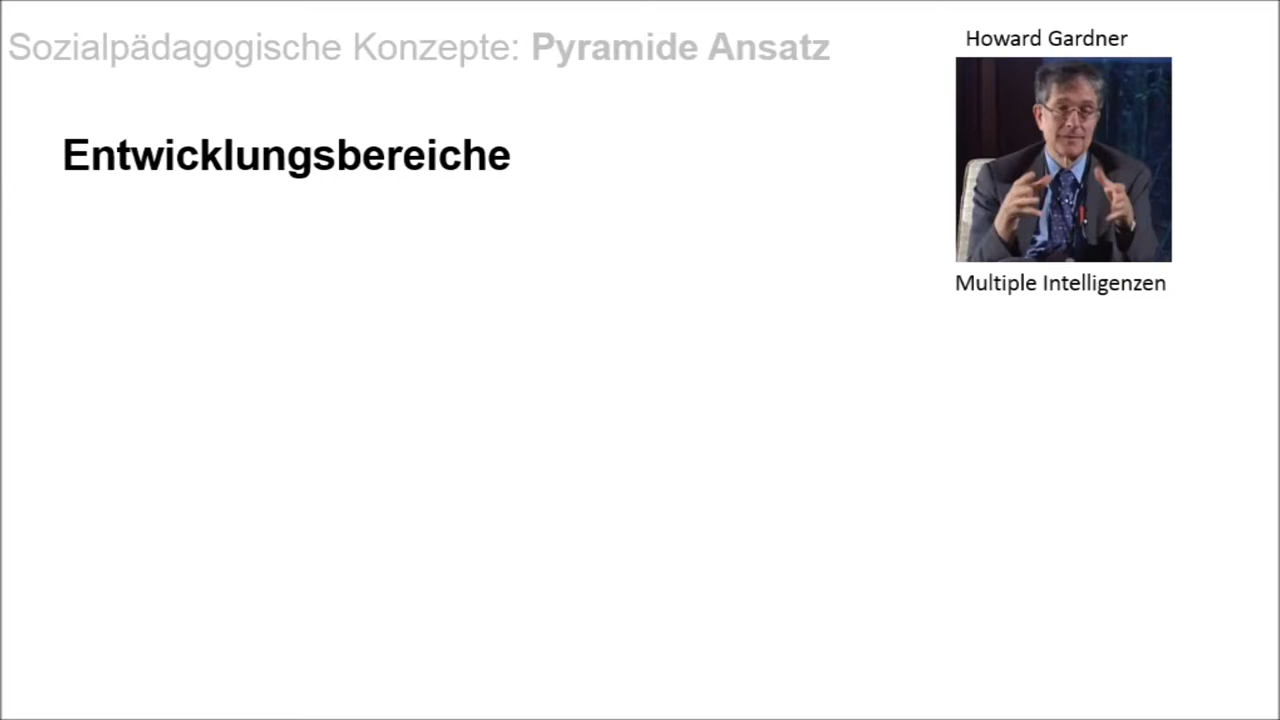 Sozialpädagogische Konzepte: Pyramide Ansatz
Howard Gardner
Entwicklungsbereiche
Multiple Intelligenzen